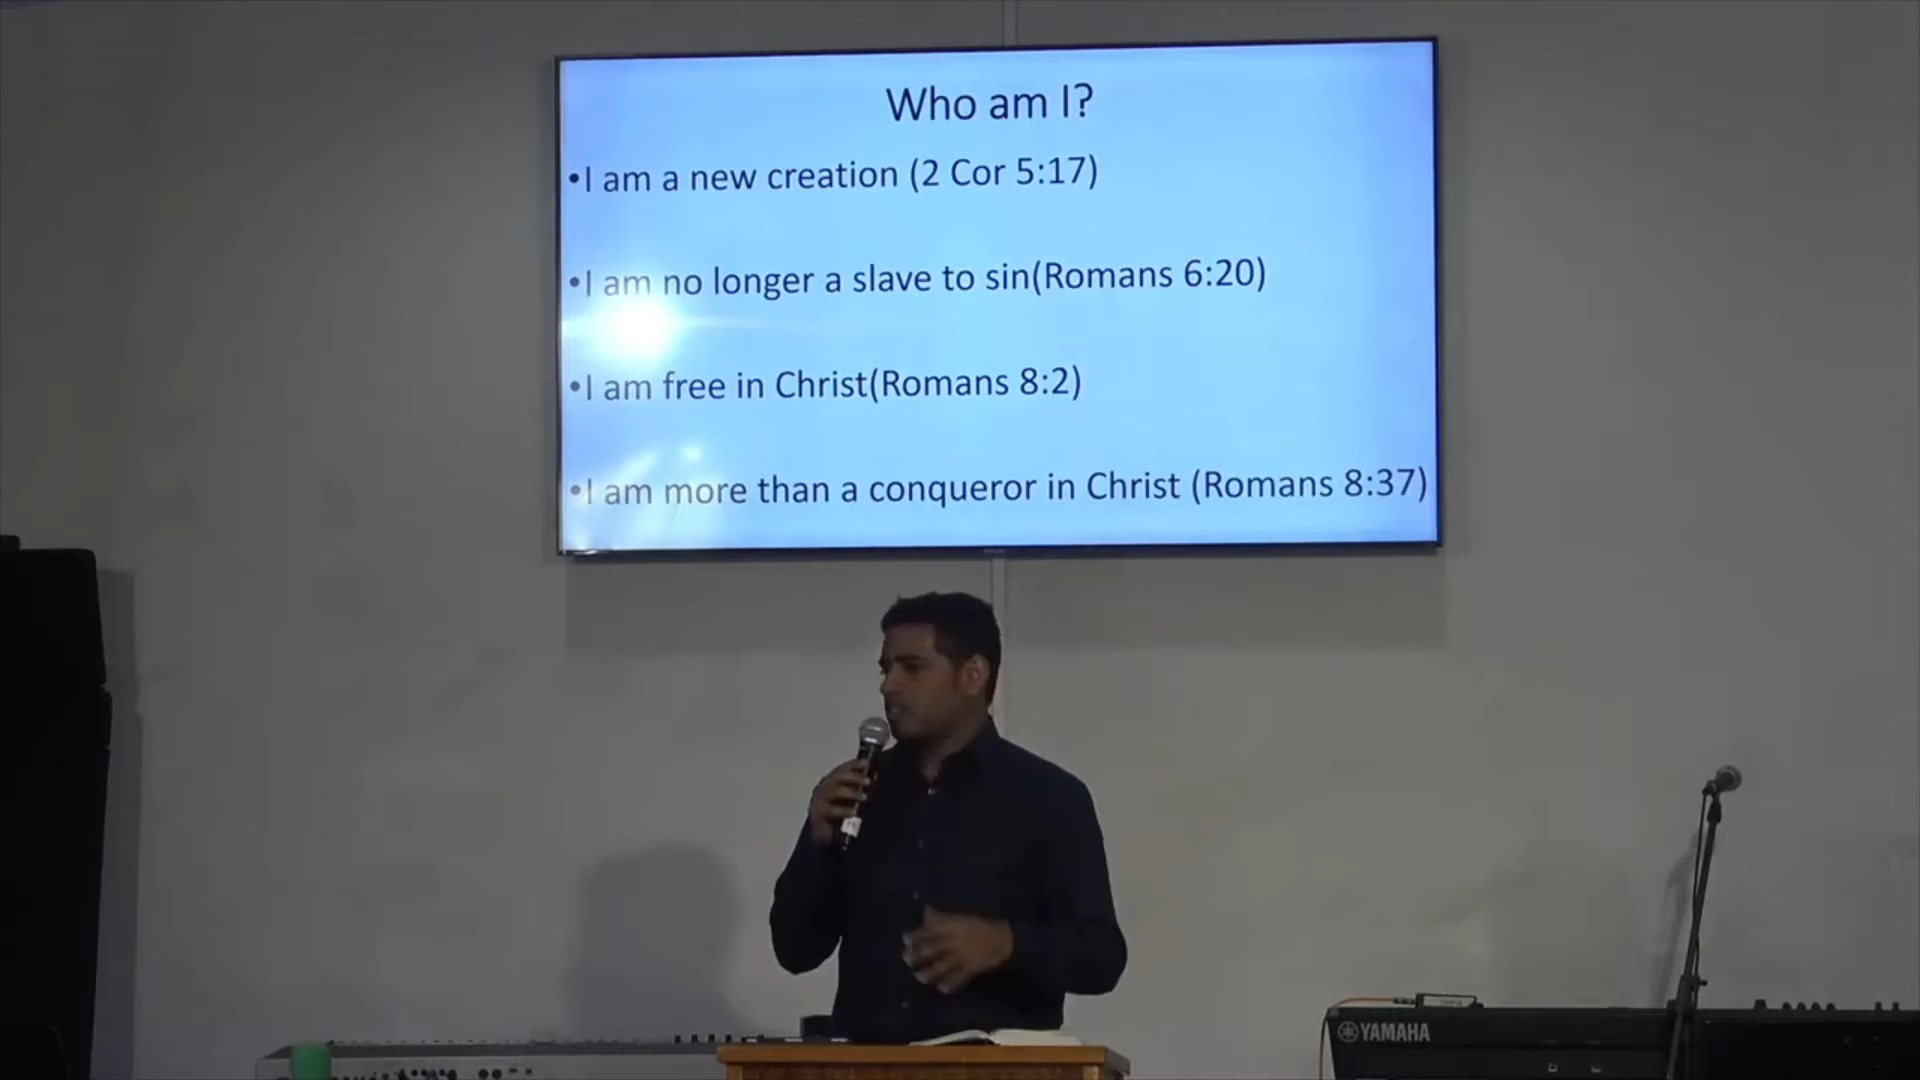 Who am I?
•I am a new creation (2 Cor 5:17)
•I am no longer a slave to sin(Romans 6:20)
•I am free in Christ(Romans 8:2)
•I am more than a conqueror in Christ (Romans 8:37)
YAMAHA